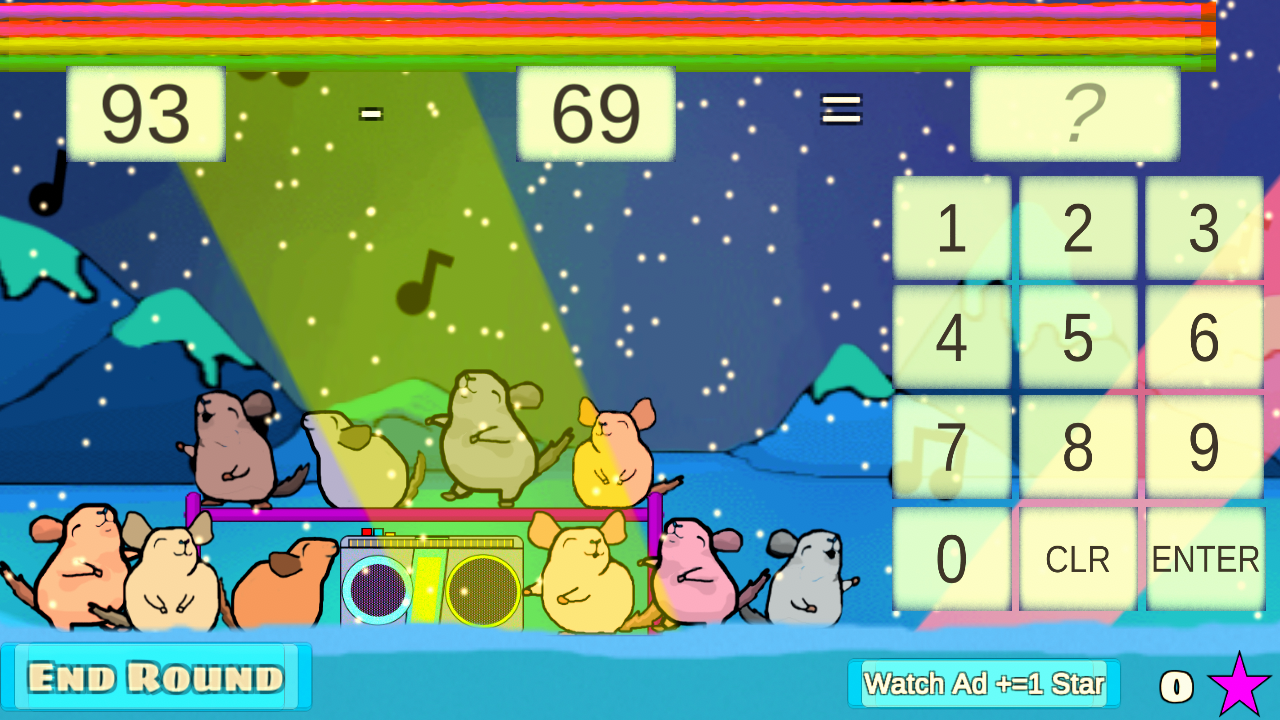 93 - 69 = ?
1 2 3
4 5 6
7 8 9
0 CLR ENTER
End Round
Watch Ad +=1 Star
0